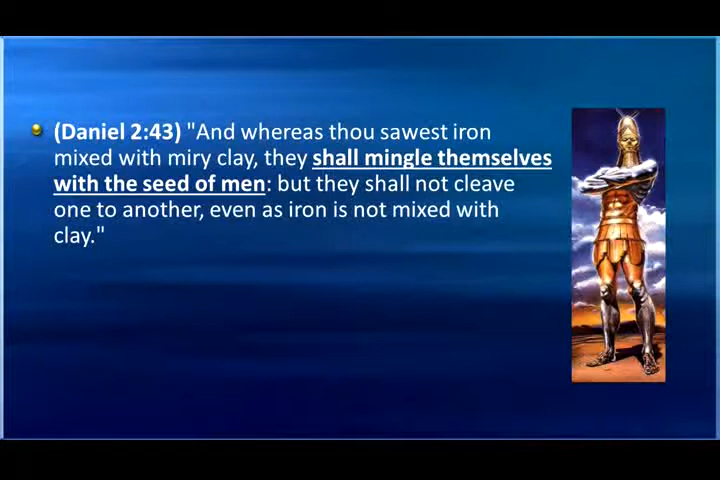 (Daniel 2:43) "And whereas thou sawest iron
mixed with miry clay, they shall mingle themselves
with the seed of men: but they shall not cleave
one to another, even as iron is not mixed with
clay."